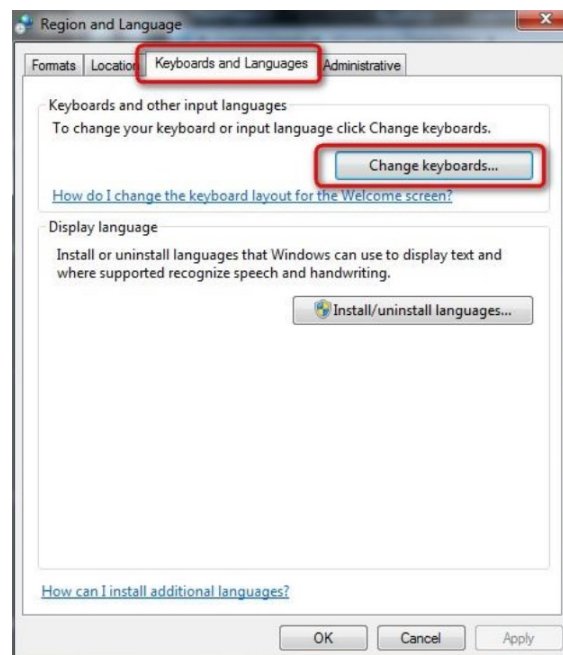 Region and Language
Formats Location Keyboards and Languages Administrative
Keyboards and other input languages
To change your keyboard or input language click Change keyboards.
Change keyboards...
How do I change the keyboard layout for the Welcome screen?
Display language
Install or uninstall languages that Windows can use to display text and
where supported recognize speech and handwriting.
Install/uninstall languages...
How can I install additional languages?
OK Cancel Apply